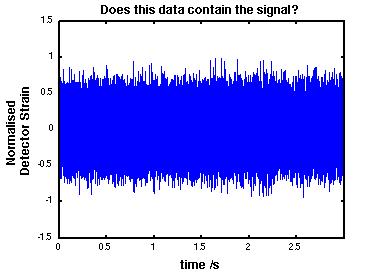 Does this data contain the signal?
1.5
1
0.5
0
-0.5
-1
-1.5
Normalised
Detector Strain
0 0.5 1 1.5 2 2.5
time /s